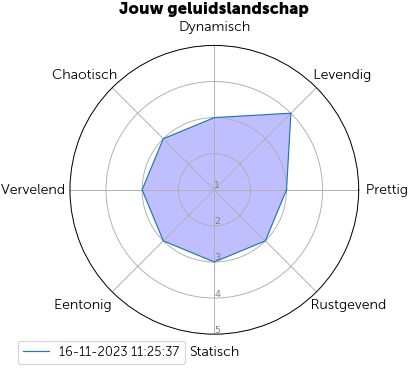 Jouw geluidslandschap
Dynamisch
Chaotisch
Levendig
Vervelend
1
Prettig
2
3
4
Eentonig
Rustgevend
5
16-11-2023 11:25:37
Statisch